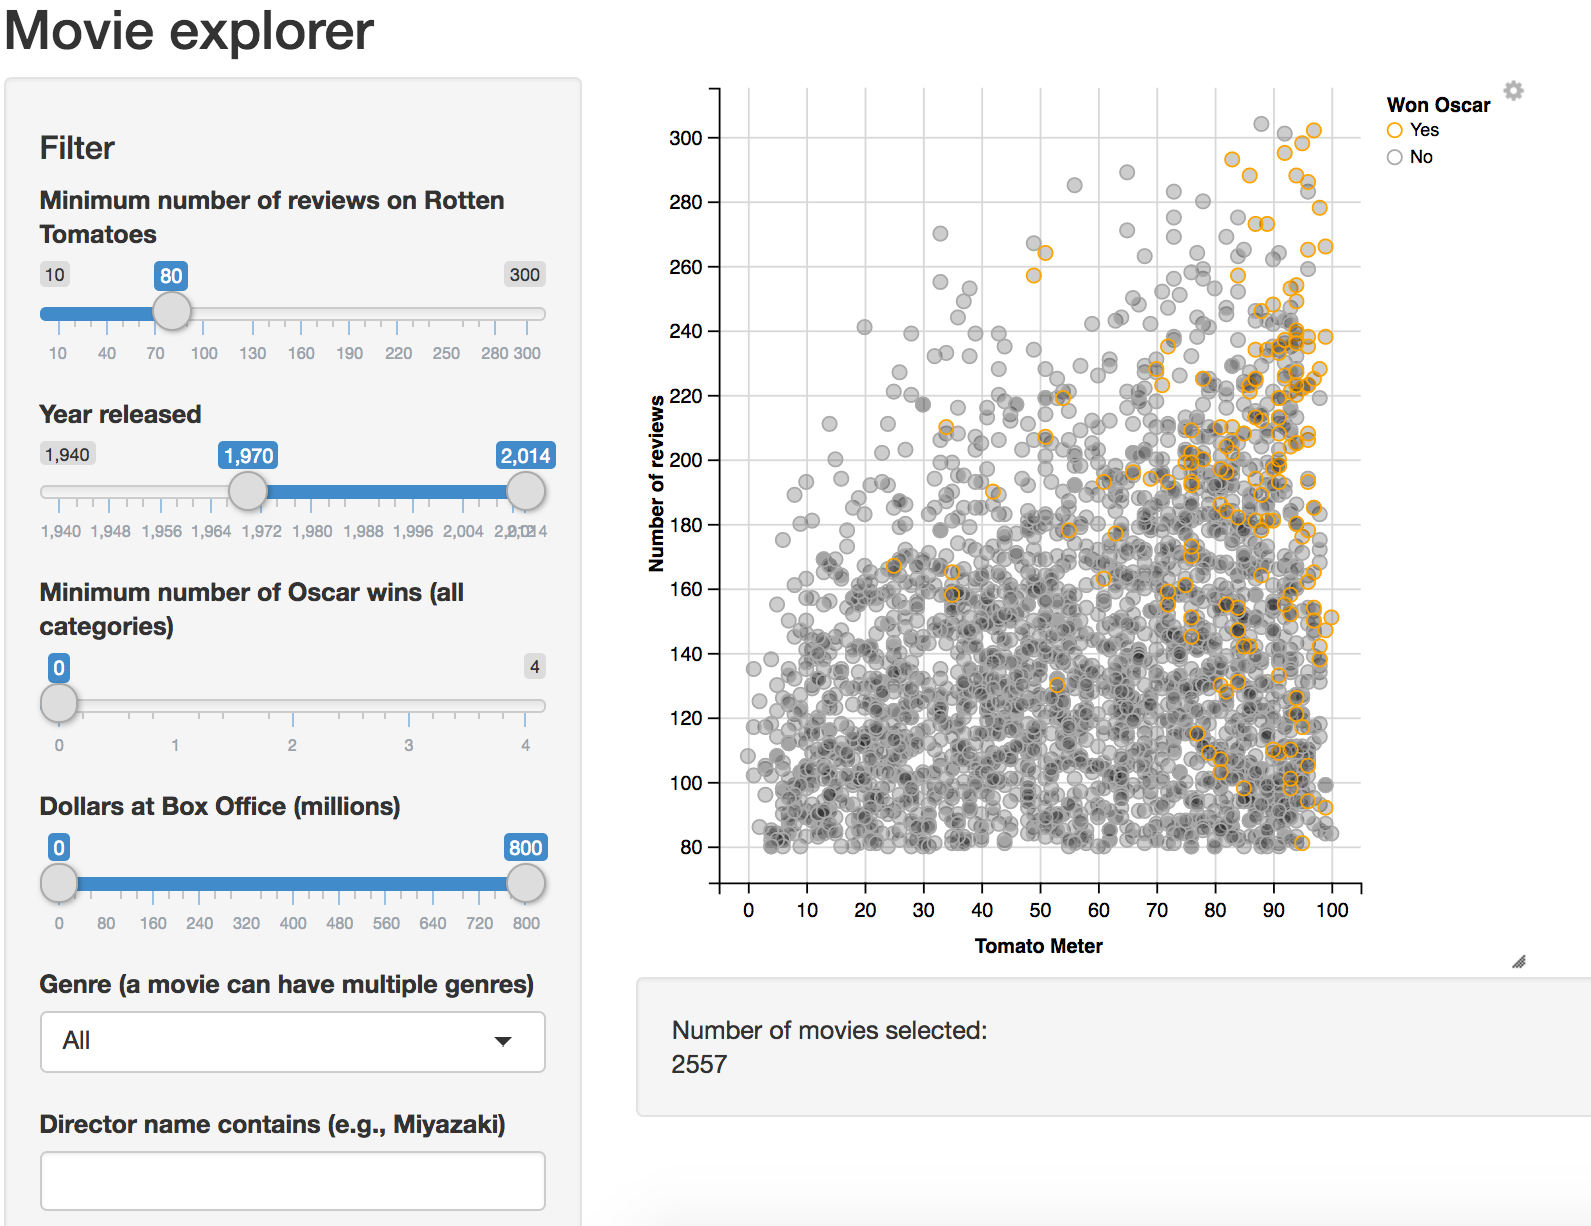 Movie explorer
Filter
Minimum number of reviews on Rotten
Tomatoes
10 80 300
10 40 70 100 130 160 190 220 250 280 300
Year released
1,940 1,970 2,014
1,940 1,948 1,956 1,964 1,972 1,980 1,988 1,996 2,004 2,014
Minimum number of Oscar wins (all
categories)
0 4
0 1 2 3 4
Dollars at Box Office (millions)
0 800
0 80 160 240 320 400 480 560 640 720 800
Genre (a movie can have multiple genres)
All
Director name contains (e.g., Miyazaki)
Number of reviews
300
280
260
240
220
200
180
160
140
120
100
80
0 10 20 30 40 50 60 70 80 90 100
Tomato Meter
Won Oscar
Yes
No
Number of movies selected:
2557